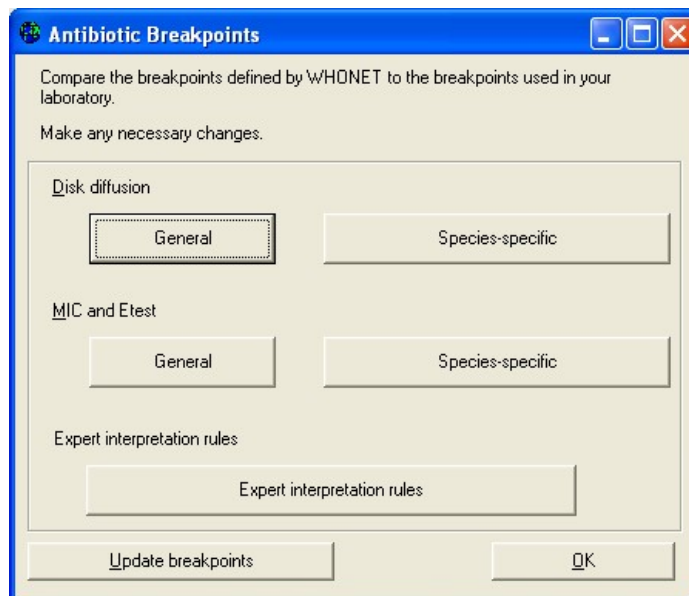 Antibiotic Breakpoints
Compare the breakpoints defined by WHONET to the breakpoints used in your
laboratory.
Make any necessary changes.
Disk diffusion
General
Species-specific
MIC and Etest
General
Species-specific
Expert interpretation rules
Expert interpretation rules
Update breakpoints
OK